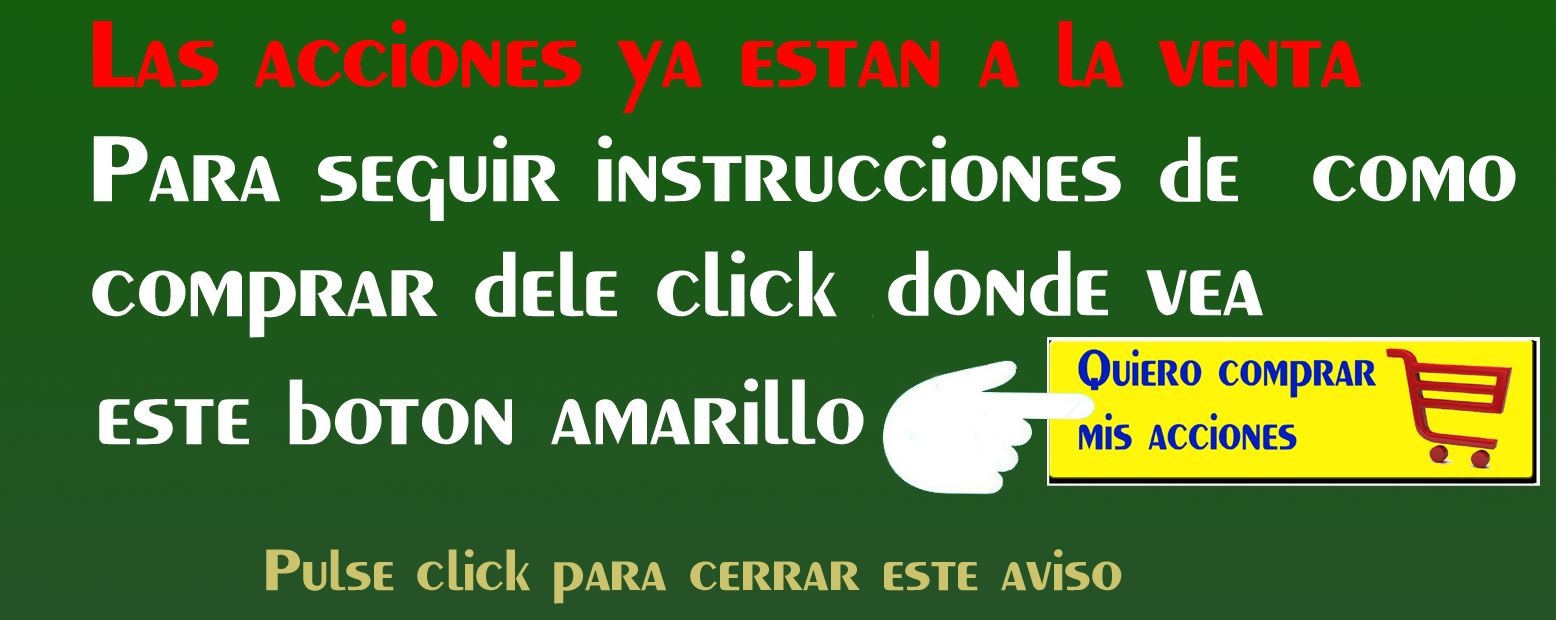 Las acciones ya estan a la venta
Para seguir instrucciones de como
comprar dele click donde vea
este boton amarillo
Quiero comprar
mis acciones
Pulse click para cerrar este aviso